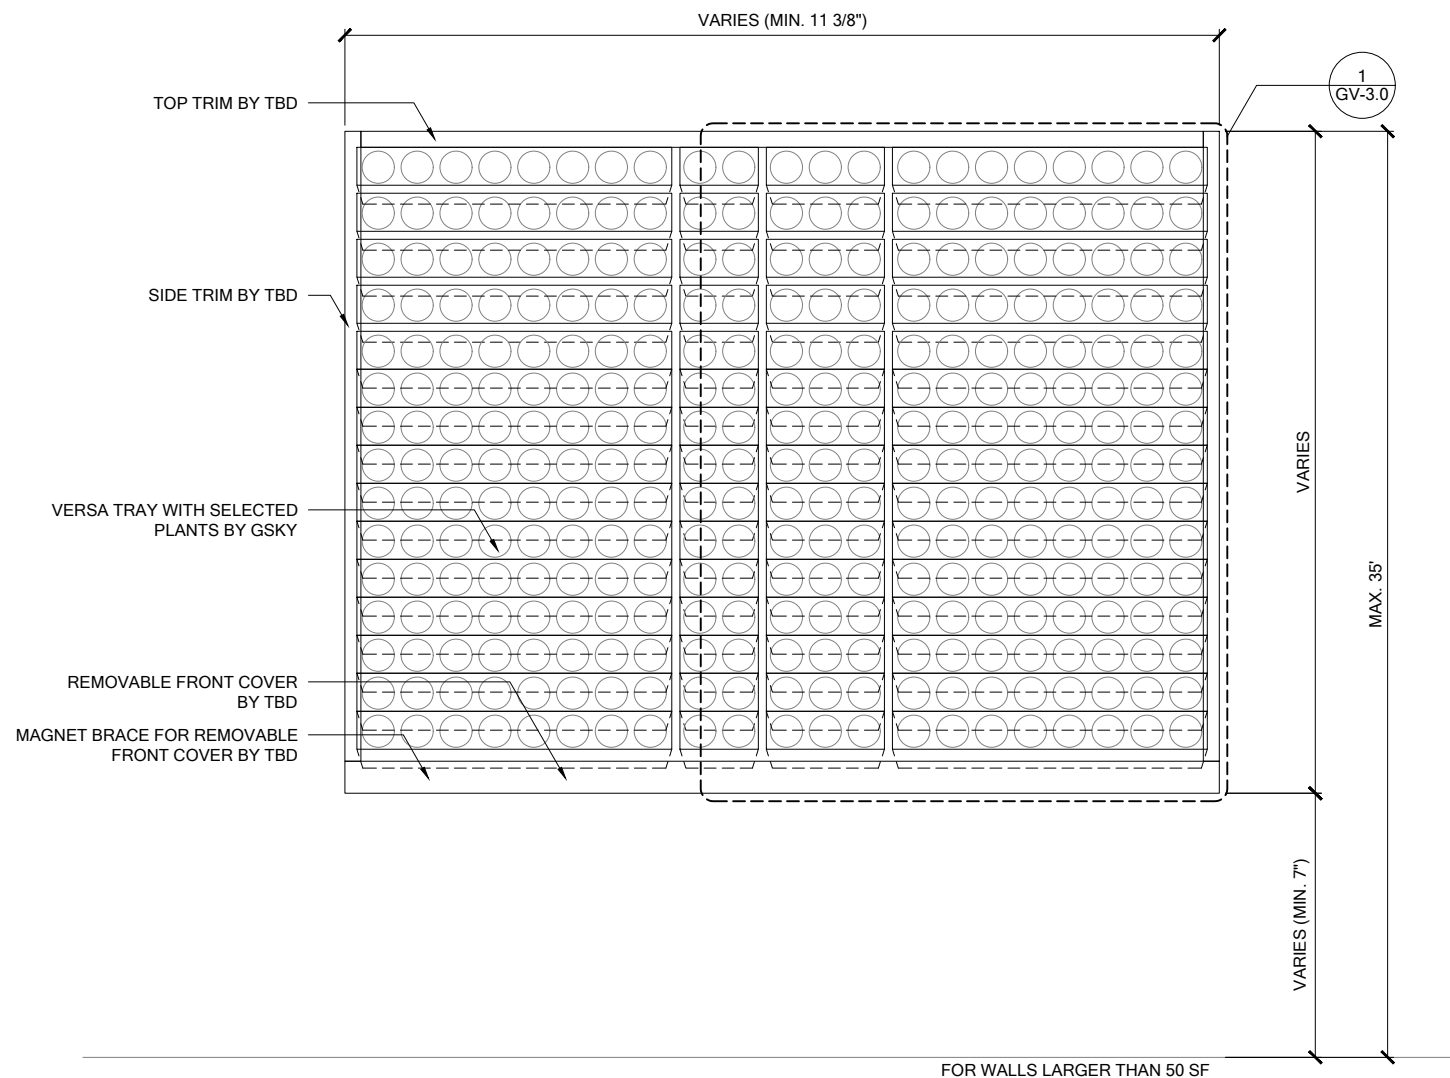 VARIES (MIN. 11 3/8")
1
GV-3.0
TOP TRIM BY TBD
SIDE TRIM BY TBD
VERSA TRAY WITH SELECTED
PLANTS BY GSKY
REMOVABLE FRONT COVER
BY TBD
MAGNET BRACE FOR REMOVABLE
FRONT COVER BY TBD
VARIES
MAX. 35'
VARIES (MIN. 7")
FOR WALLS LARGER THAN 50 SF